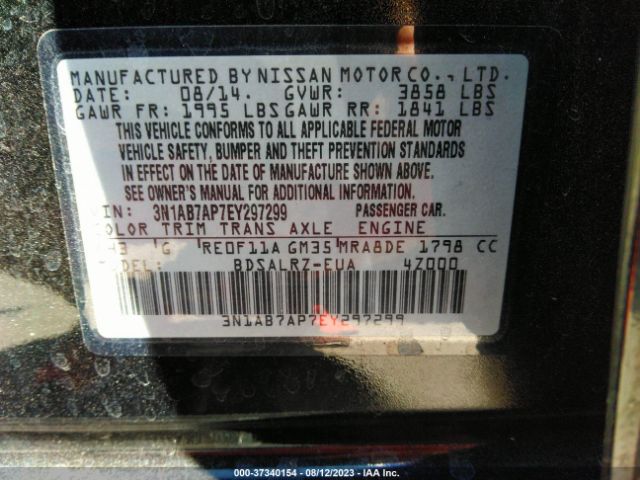 MANUFACTURED BY NISSAN MOTOR CO., LTD.
DATE: 08/14. GVWR: 3858 LBS
GAWR FR: 1995 LBS GAWR RR: 1841 LBS
THIS VEHICLE CONFORMS TO ALL APPLICABLE FEDERAL MOTOR
VEHICLE SAFETY, BUMPER AND THEFT PREVENTION STANDARDS
IN EFFECT ON THE DATE OF MANUFACTURE SHOWN ABOVE.
SEE OWNER'S MANUAL FOR ADDITIONAL INFORMATION.
VIN: 3N1AB7AP7EY297299 PASSENGER CAR.
COLOR TRIM TRANS AXLE ENGINE
G RE0F11A GM35 MRA8DE 1798 CC
MODEL: BDSALRZ-EUA 4Z000
3N1AB7AP7EY297299
000-37340154 - 08/12/2023 - IAA Auctions